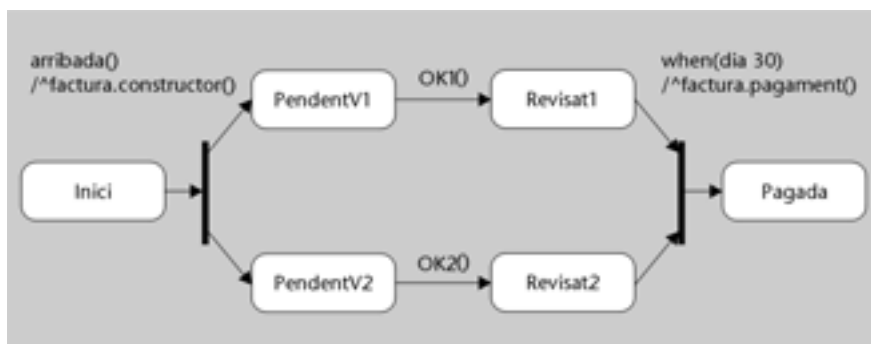 arribada()
/^factura.constructor()
when(dia 30)
/^factura.pagament()
PendentV1
OK1()
Revisat1
Inici
Pagada
PendentV2
OK2()
Revisat2